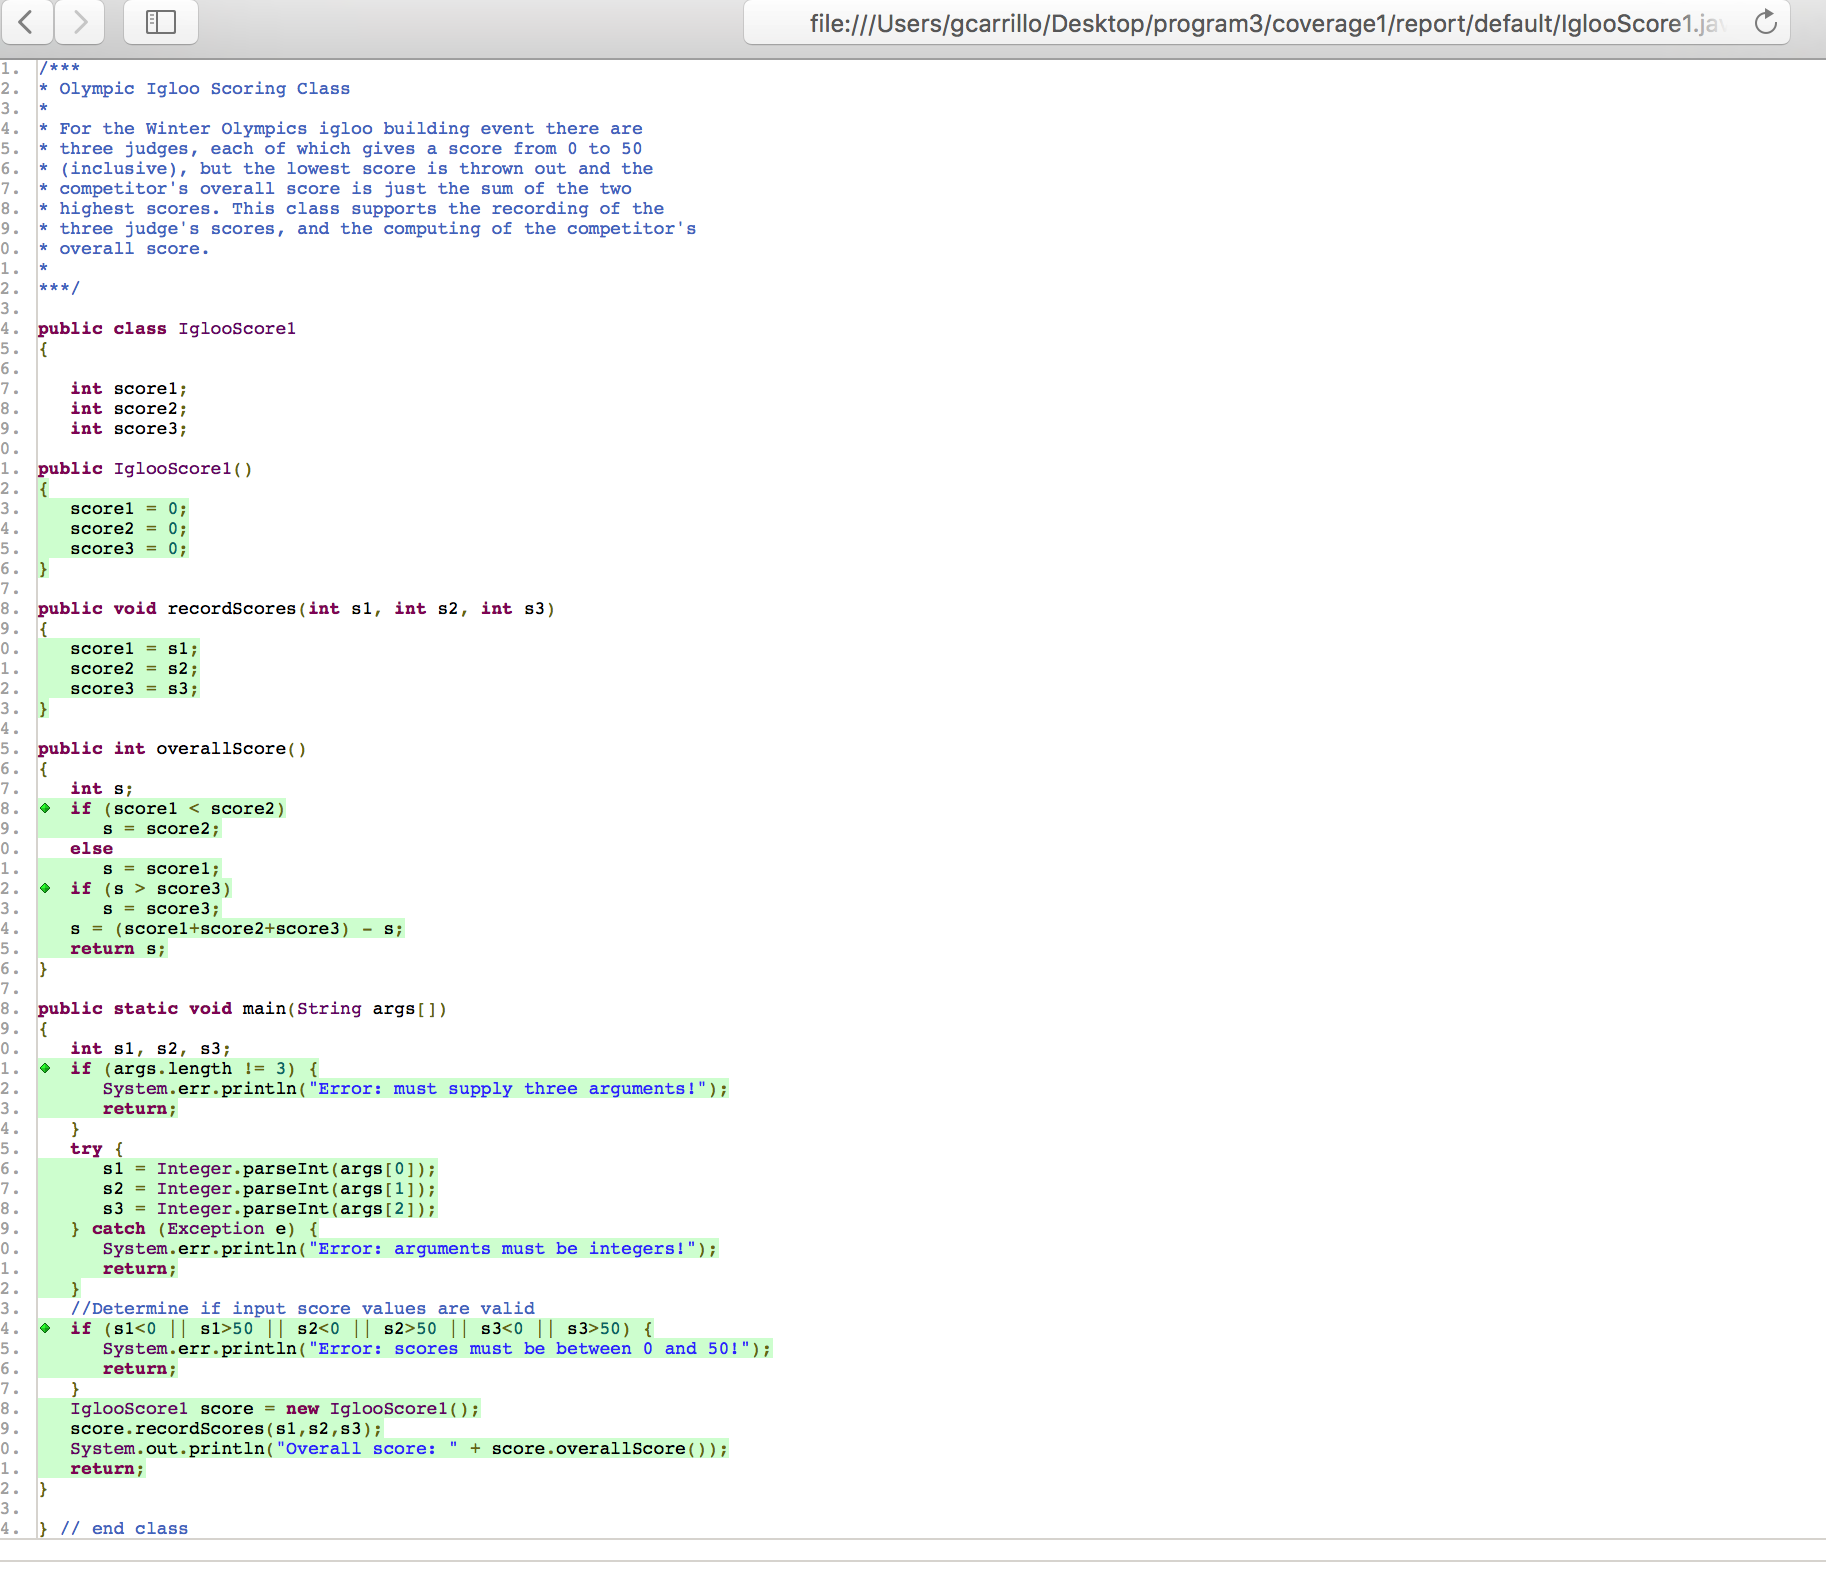 file:///Users/gcarrillo/Desktop/program3/coverage1/report/default/IglooScore1.jav
1. /***
2. * Olympic Igloo Scoring Class
3. *
4. * For the Winter Olympics igloo building event there are
5. * three judges, each of which gives a score from 0 to 50
6. * (inclusive), but the lowest score is thrown out and the
7. * competitor's overall score is just the sum of the two
8. * highest scores. This class supports the recording of the
9. * three judge's scores, and the computing of the competitor's
0. * overall score.
1. *
2. ***/
3.
4. public class IglooScore1
5. {
6.
7. int score1;
8. int score2;
9. int score3;
0.
1. public IglooScore1()
2. {
3. score1 = 0;
4. score2 = 0;
5. score3 = 0;
6. }
7.
8. public void recordScores(int s1, int s2, int s3)
9. {
0. score1 = s1;
1. score2 = s2;
2. score3 = s3;
3. }
4.
5. public int overallScore()
6. {
7. int s;
8. if (score1 < score2)
9. s = score2;
0. else
1. s = score1;
2. if (s > score3)
3. s = score3;
4. s = (score1+score2+score3) - s;
5. return s;
6. }
7.
8. public static void main(String args[])
9. {
0. int s1, s2, s3;
1. if (args.length != 3) {
2. System.err.println("Error: must supply three arguments!");
3. return;
4. }
5. try {
6. s1 = Integer.parseInt(args[0]);
7. s2 = Integer.parseInt(args[1]);
8. s3 = Integer.parseInt(args[2]);
9. } catch (Exception e) {
0. System.err.println("Error: arguments must be integers!");
1. return;
2. }
3. //Determine if input score values are valid
4. if (s1<0 || s1>50 || s2<0 || s2>50 || s3<0 || s3>50) {
5. System.err.println("Error: scores must be between 0 and 50!");
6. return;
7. }
8. IglooScore1 score = new IglooScore1();
9. score.recordScores(s1,s2,s3);
0. System.out.println("Overall score: " + score.overallScore());
1. return;
2. }
3.
4. } // end class